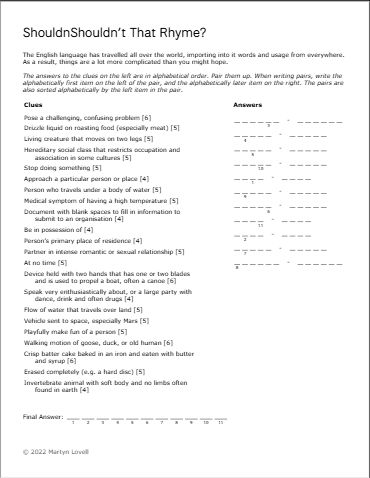 ShouldnShouldn't That Rhyme?
The English language has travelled all over the world, importing into it words and usage from everywhere.
As a result, things are a lot more complicated than you might hope.
The answers to the clues on the left are in alphabetical order. Pair them up. When writing pairs, write the
alphabetically first item on the left of the pair, and the alphabetically later item on the right. The pairs are
also sorted alphabetically by the left item in the pair.
Clues
Answers
Pose a challenging, confusing problem [6]
Drizzle liquid on roasting food (especially meat) [5]
Living creature that moves on two legs [5]
Hereditary social class that restricts occupation and
association in some cultures [5]
Stop doing something [5]
Approach a particular person or place [4]
Person who travels under a body of water [5]
Medical symptom of having a high temperature [5]
Document with blank spaces to fill in information to
submit to an organisation [4]
Be in possession of [4]
Person's primary place of residence [4]
Partner in intense romantic or sexual relationship [5]
At no time [5]
Device held with two hands that has one or two blades
and is used to propel a boat, often a canoe [6]
Speak very enthusiastically about, or a large party with
dance, drink and often drugs [4]
Flow of water that travels over land [5]
Vehicle sent to space, especially Mars [5]
Playfully make fun of a person [5]
Walking motion of goose, duck, or old human [6]
Crisp batter cake baked in an iron and eaten with butter
and syrup [6]
Erased completely (e.g. a hard disc) [5]
Invertebrate animal with soft body and no limbs often
found in earth [4]
3
4
9
10
1
5
6
11
2
7
8
Final Answer:
1 2 3 4 5 6 7 8 9 10 11
© 2022 Martyn Lovell